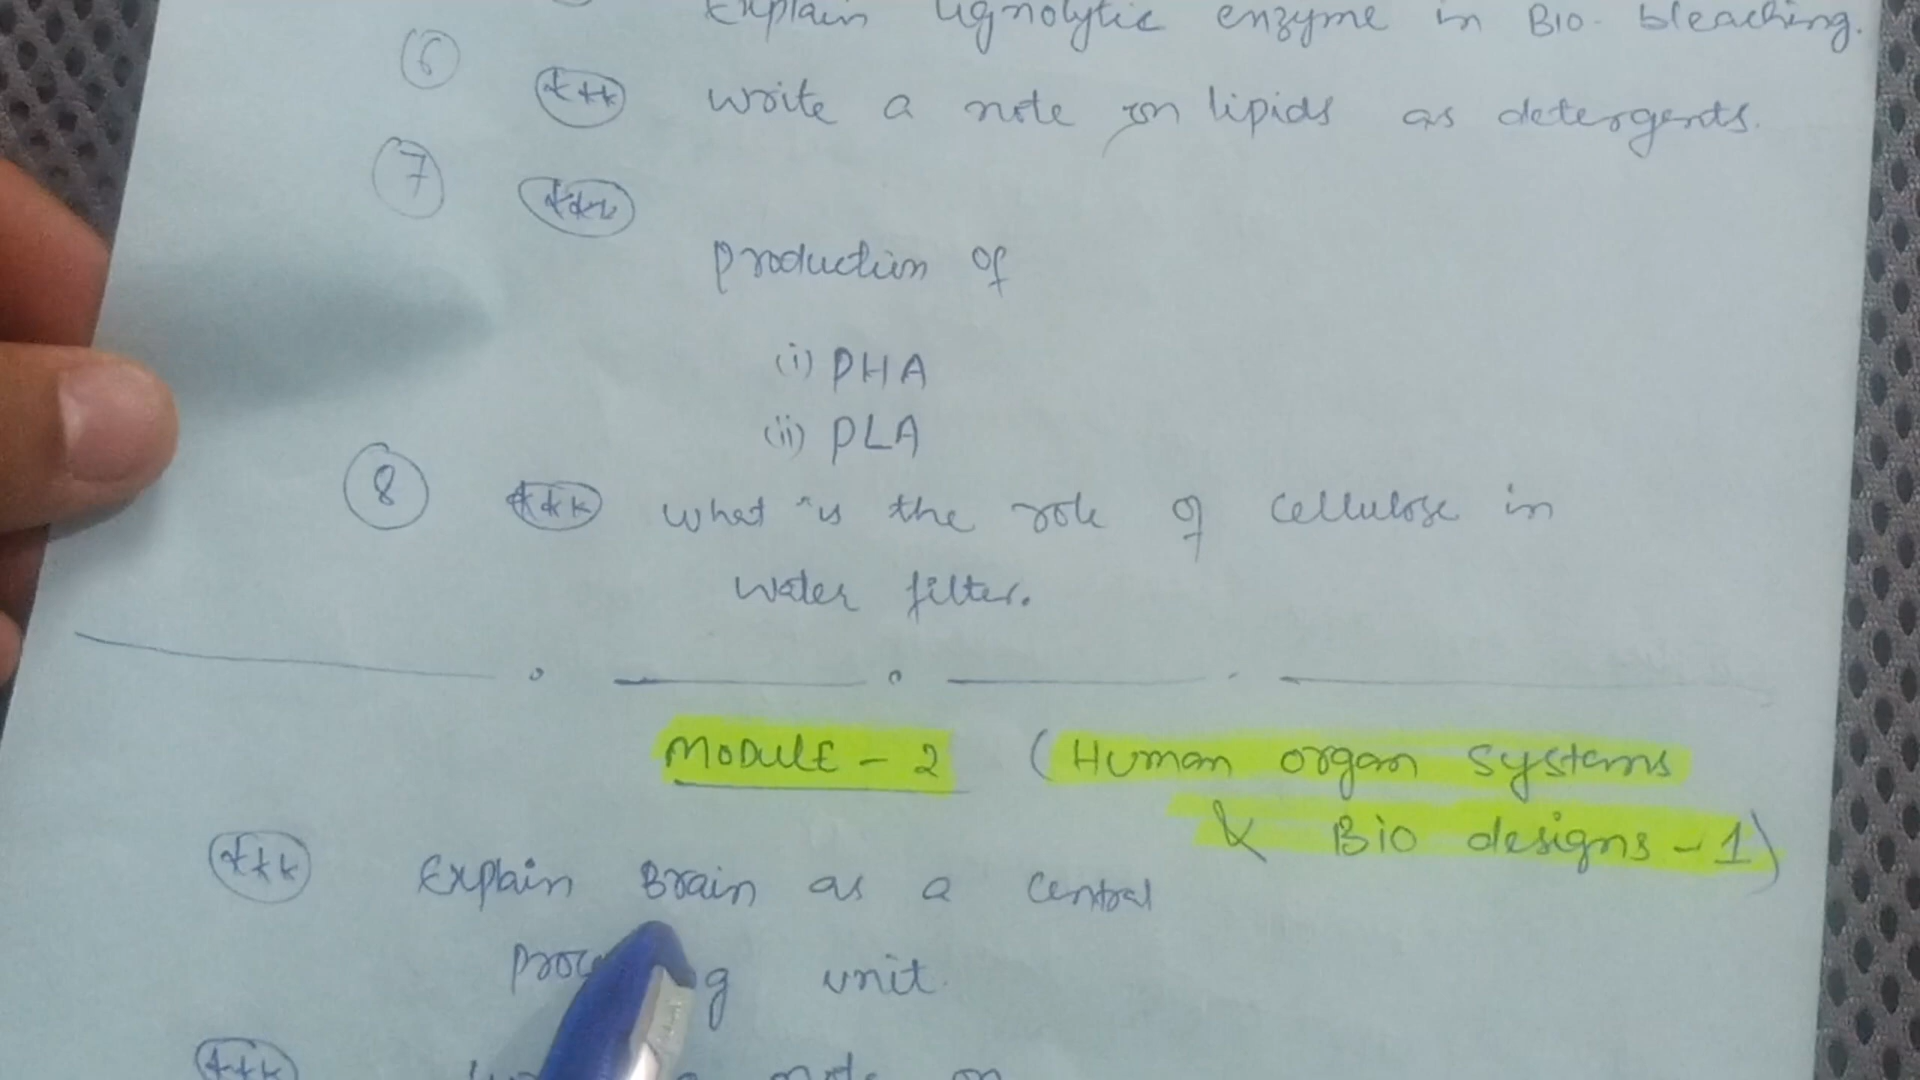 Explain Lignolytic enzyme in Bio-bleaching.
6 *** write a note on lipids as detergents.
7 ***
production of
(i) PHA
(ii) PLA
8 *** what is the role of cellulose in
water filter.
MODULE - 2 (Human organ systems
& Bio designs - 1)
*** Explain Brain as a central
unit.
*** note on